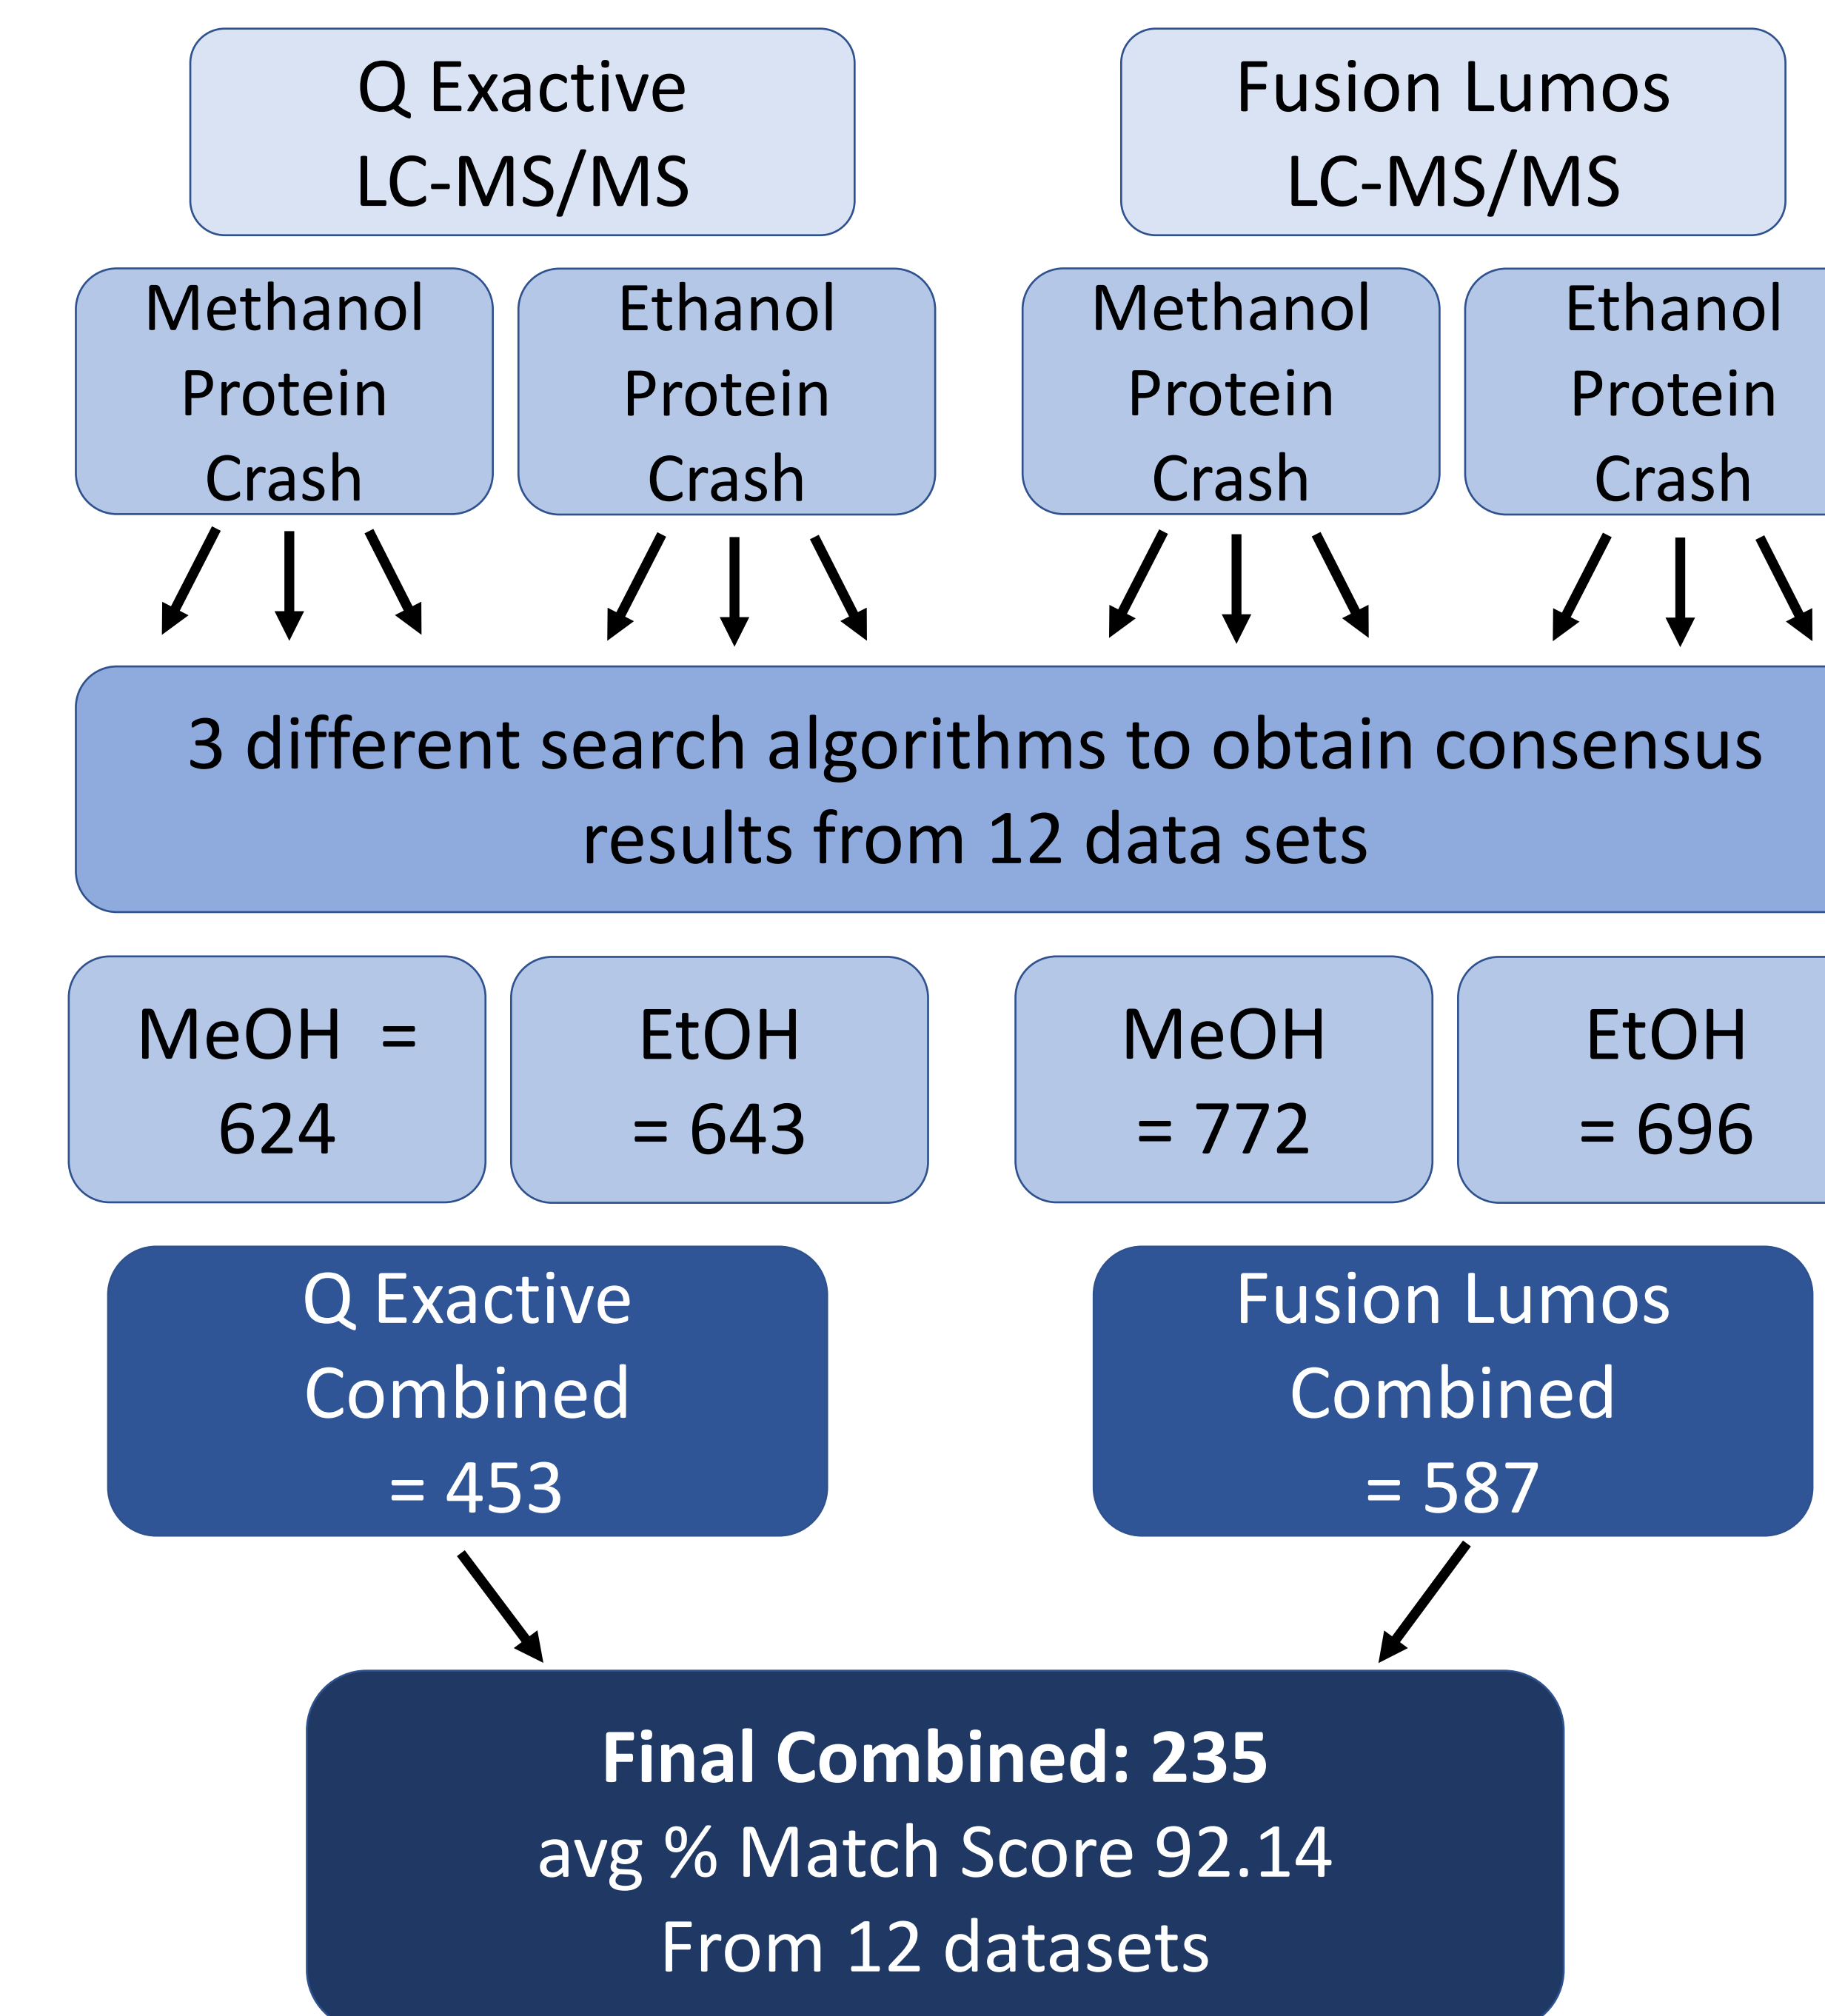 Q Exactive
LC-MS/MS
Fusion Lumos
LC-MS/MS
Methanol
Protein
Crash
Ethanol
Protein
Crash
Methanol
Protein
Crash
Ethanol
Protein
Crash
3 different search algorithms to obtain consensus
results from 12 data sets
MeOH =
624
EtOH
= 643
MeOH
= 772
EtOH
= 696
Q Exactive
Combined
= 453
Fusion Lumos
Combined
= 587
Final Combined: 235
avg % Match Score 92.14
From 12 datasets